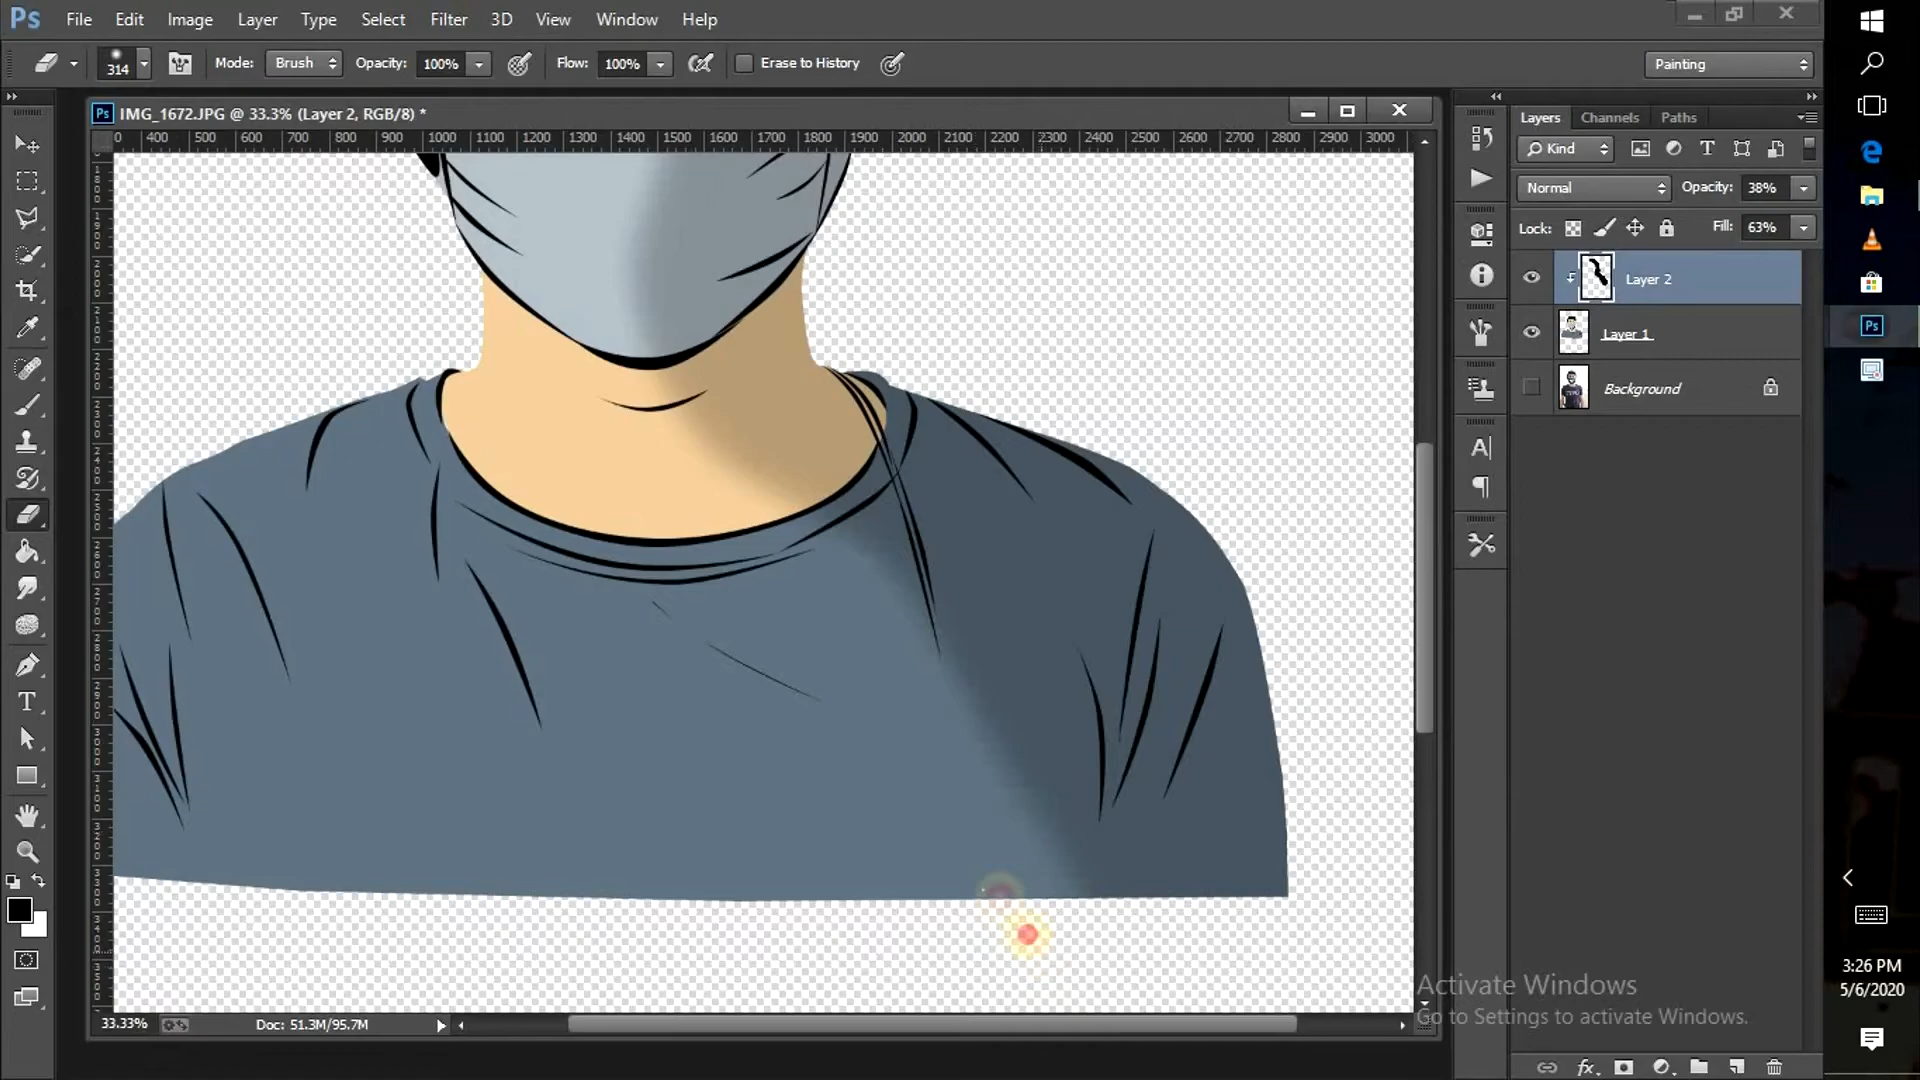 Ps File Edit Image Layer Type Select Filter 3D View Window Help
314 Mode: Brush Opacity: 100% Flow: 100% Erase to History Painting
Ps IMG_1672.JPG @ 33.3% (Layer 2, RGB/8) *
0 400 500 600 700 800 900 1000 1100 1200 1300 1400 1500 1600 1700 1800 1900 2000 2100 2200 2300 2400 2500 2600 2700 2800 2900 3000
Layers Channels Paths
Kind
Normal Opacity: 38%
Lock: Fill: 63%
Layer 2
Layer 1
Background
3:26 PM
5/6/2020
Activate Windows
Go to Settings to activate Windows.
33.33% Doc: 51.3M/95.7M